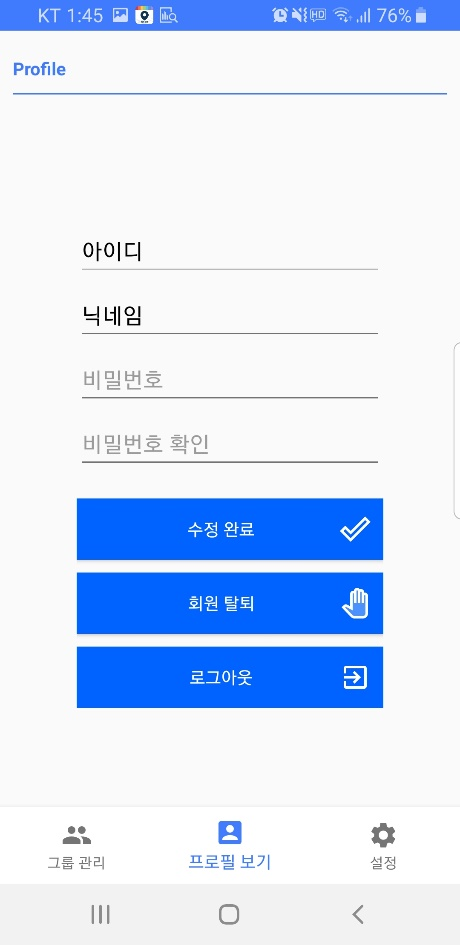 KT 1:45 HD 76%
Profile
아이디
닉네임
비밀번호
비밀번호 확인
수정 완료
회원 탈퇴
로그아웃
그룹 관리
프로필 보기
설정